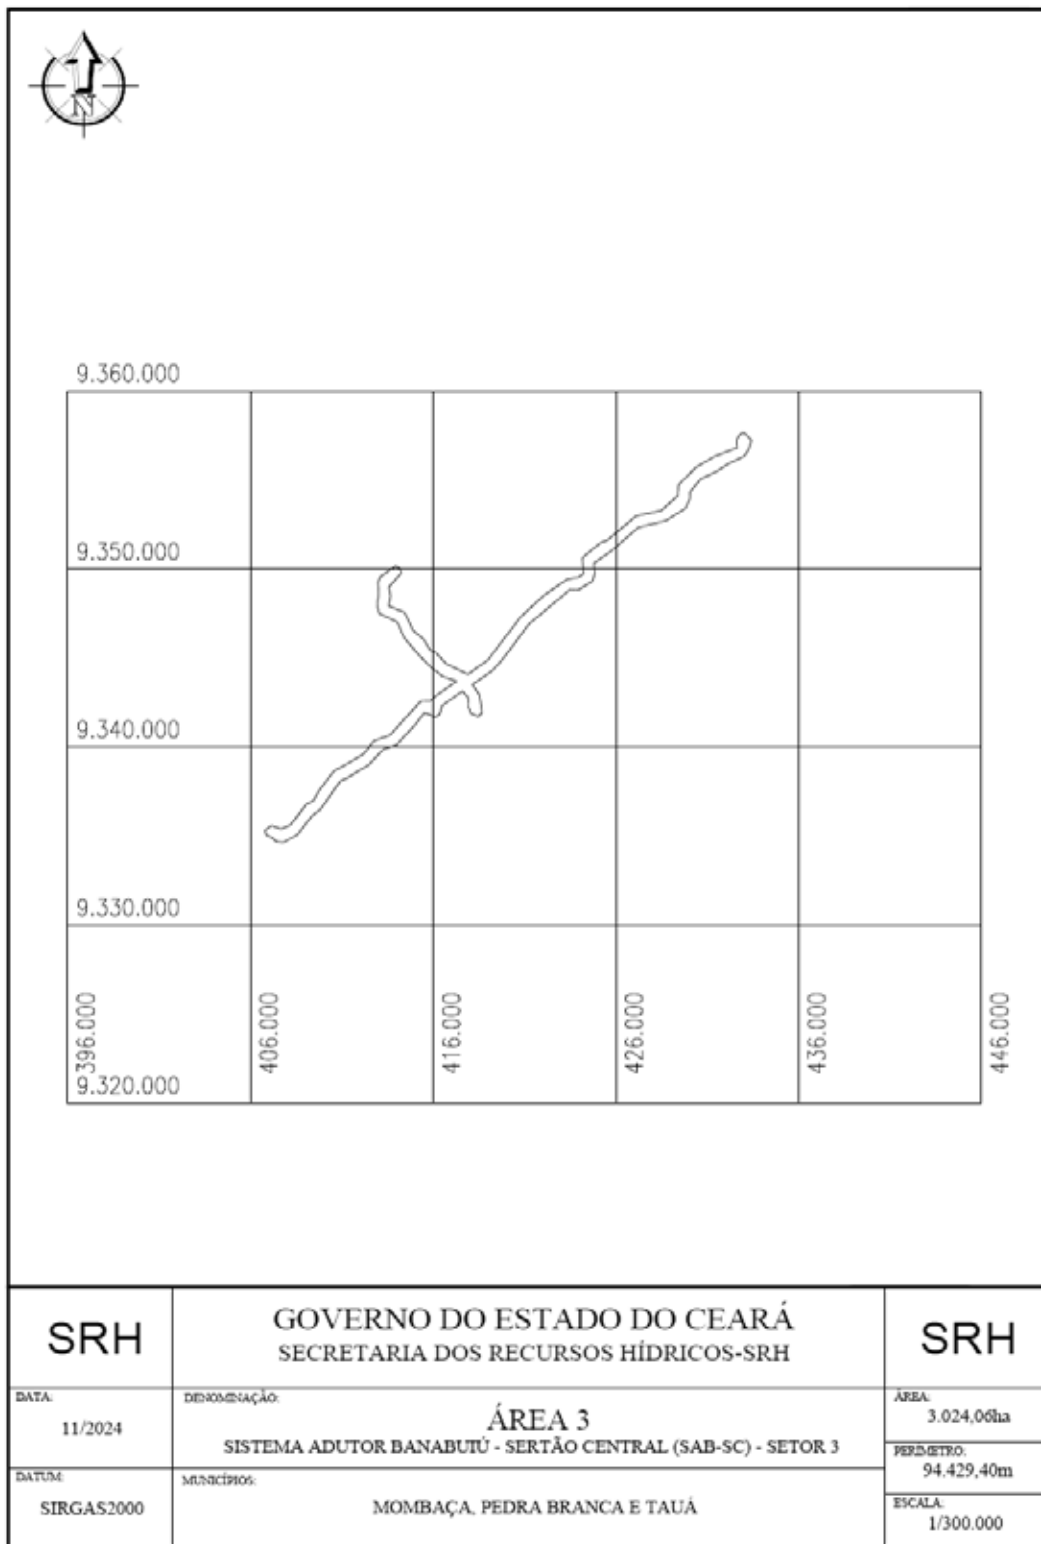 N
9.360.000
9.350.000
9.340.000
9.330.000
396.000
406.000
416.000
426.000
436.000
446.000
9.320.000
SRH
GOVERNO DO ESTADO DO CEARÁ
SECRETARIA DOS RECURSOS HÍDRICOS-SRH
SRH
DATA:
11/2024
DENOMINAÇÃO:
ÁREA 3
SISTEMA ADUTOR BANABUIÚ - SERTÃO CENTRAL (SAB-SC) - SETOR 3
ÁREA:
3.024,06ha
PERÍMETRO:
94.429,40m
DATUM:
SIRGAS2000
MUNICÍPIOS:
MOMBAÇA, PEDRA BRANCA E TAUÁ
ESCALA:
1/300.000